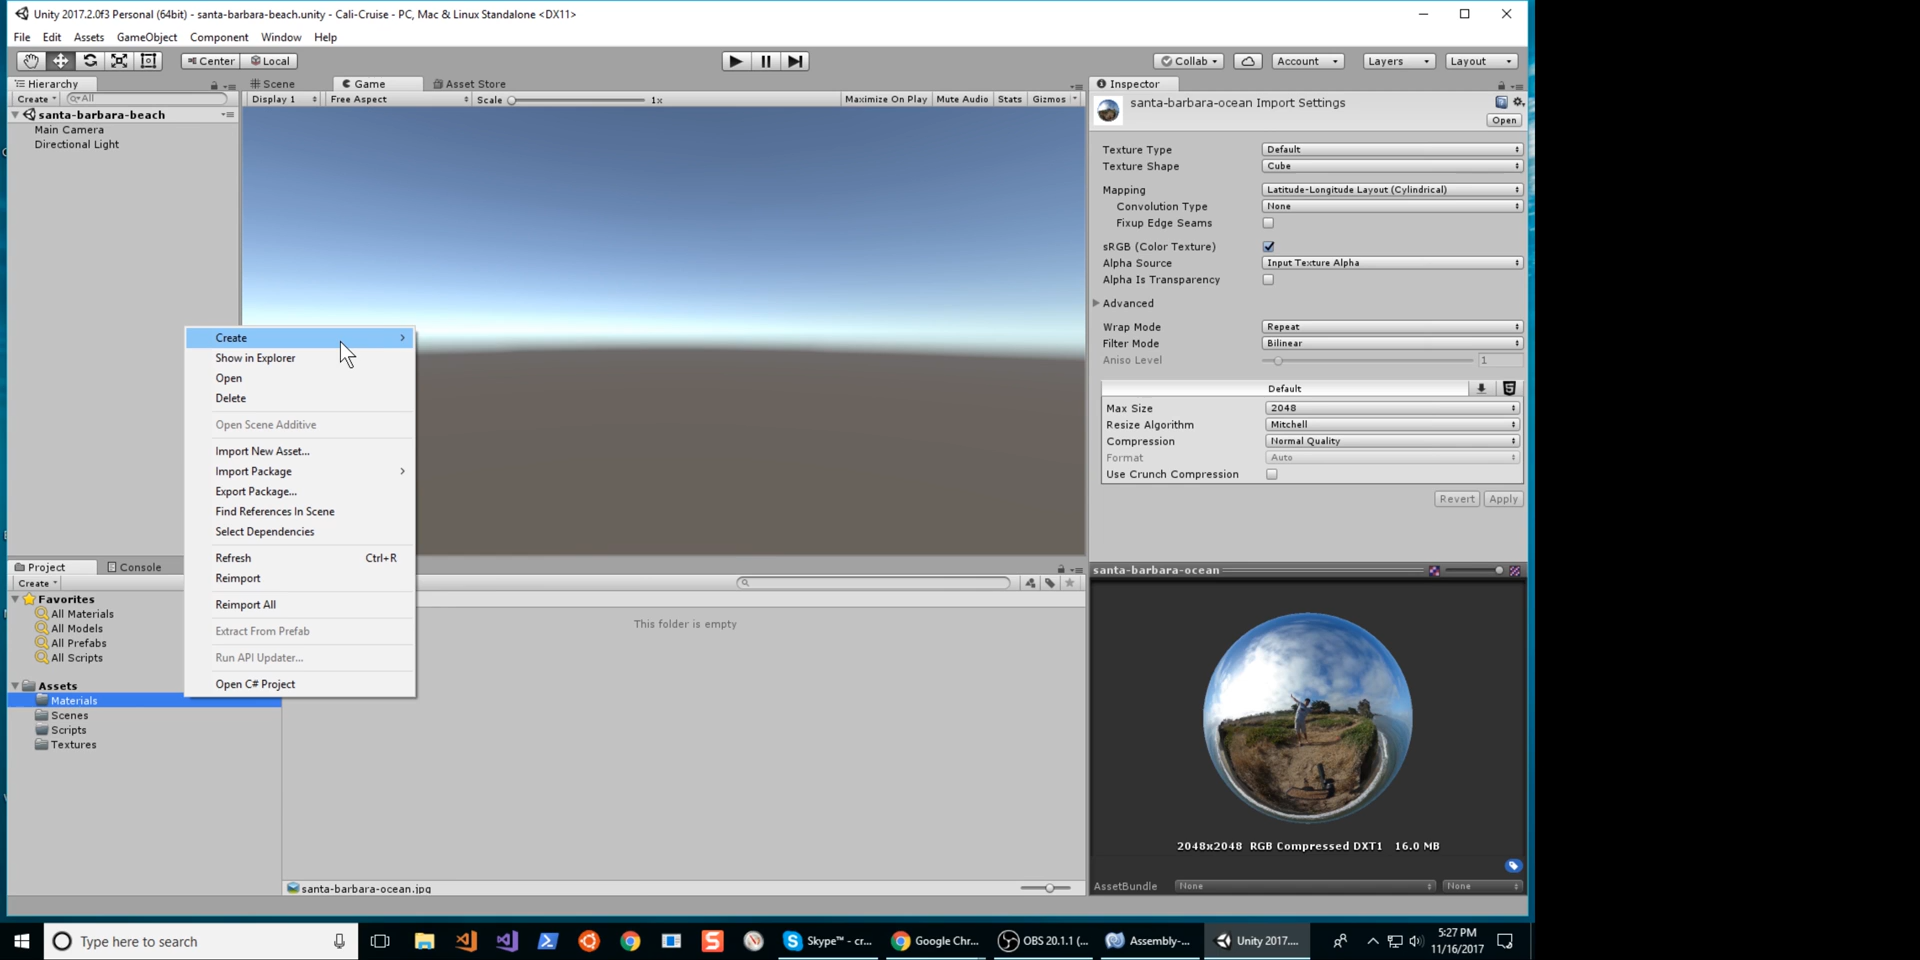 Unity 2017.2.0f3 Personal (64bit) - santa-barbara-beach.unity - Cali-Cruise - PC, Mac & Linux Standalone <DX11>
File Edit Assets GameObject Component Window Help
Center Local Collab Account Layers Layout
Hierarchy
Create All
santa-barbara-beach
Main Camera
Directional Light
Scene Game Asset Store
Display 1 Free Aspect Scale 1x Maximize On Play Mute Audio Stats Gizmos
Create
Show in Explorer
Open
Delete
Open Scene Additive
Import New Asset...
Import Package
Export Package...
Find References In Scene
Select Dependencies
Refresh Ctrl+R
Reimport
Reimport All
Extract From Prefab
Run API Updater...
Open C# Project
Project Console
Create
Favorites
All Materials
All Models
All Prefabs
All Scripts
Assets
Materials
Scenes
Scripts
Textures
This folder is empty
santa-barbara-ocean.jpg
Inspector
santa-barbara-ocean Import Settings
Open
Texture Type Default
Texture Shape Cube
Mapping Latitude-Longitude Layout (Cylindrical)
Convolution Type None
Fixup Edge Seams
sRGB (Color Texture)
Alpha Source Input Texture Alpha
Alpha Is Transparency
Advanced
Wrap Mode Repeat
Filter Mode Bilinear
Aniso Level 1
Default
Max Size 2048
Resize Algorithm Mitchell
Compression Normal Quality
Format Auto
Use Crunch Compression
Revert Apply
santa-barbara-ocean
2048x2048 RGB Compressed DXT1 16.0 MB
AssetBundle None None
Type here to search
Skype™ - cr...
Google Chr...
OBS 20.1.1 (...
Assembly-...
Unity 2017....
5:27 PM
11/16/2017